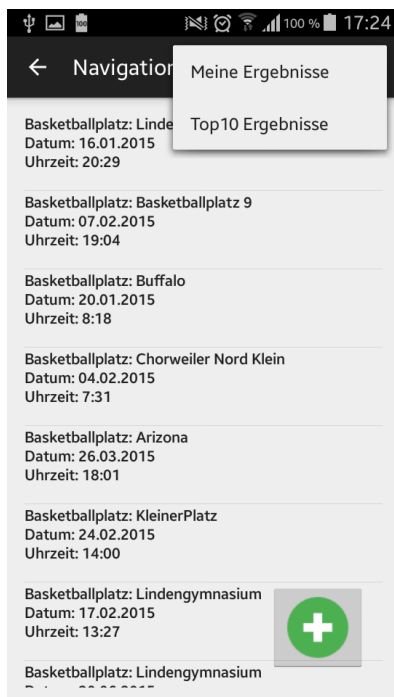 100
100 %
17:24
Navigation
Meine Ergebnisse
Top10 Ergebnisse
Basketballplatz: Linde
Datum: 16.01.2015
Uhrzeit: 20:29
Basketballplatz: Basketballplatz 9
Datum: 07.02.2015
Uhrzeit: 19:04
Basketballplatz: Buffalo
Datum: 20.01.2015
Uhrzeit: 8:18
Basketballplatz: Chorweiler Nord Klein
Datum: 04.02.2015
Uhrzeit: 7:31
Basketballplatz: Arizona
Datum: 26.03.2015
Uhrzeit: 18:01
Basketballplatz: KleinerPlatz
Datum: 24.02.2015
Uhrzeit: 14:00
Basketballplatz: Lindengymnasium
Datum: 17.02.2015
Uhrzeit: 13:27
Basketballplatz: Lindengymnasium